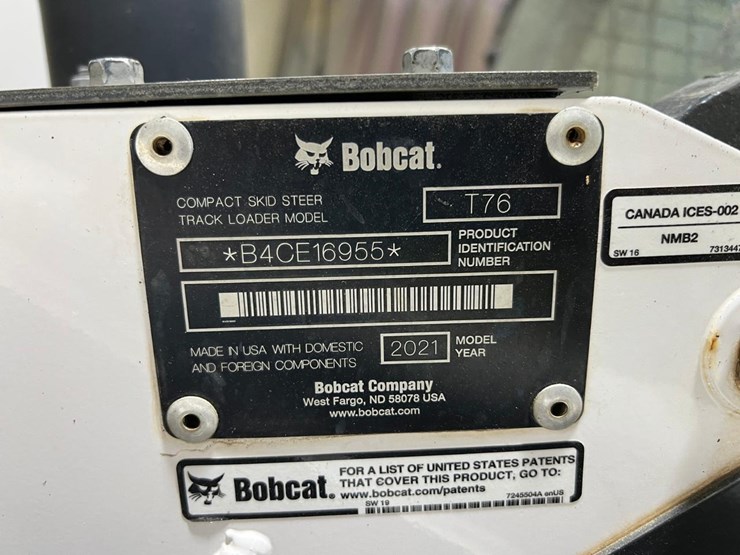 Bobcat.
COMPACT SKID STEER
TRACK LOADER MODEL
T76
*B4CE16955*
PRODUCT
IDENTIFICATION
NUMBER
MADE IN USA WITH DOMESTIC
AND FOREIGN COMPONENTS
2021
MODEL
YEAR
Bobcat Company
West Fargo, ND 58078 USA
www.bobcat.com
CANADA ICES-002
NMB2
SW 16
731344
Bobcat.
FOR A LIST OF UNITED STATES PATENTS
THAT COVER THIS PRODUCT, GO TO:
www.bobcat.com/patents
SW 19
7245504A enUS